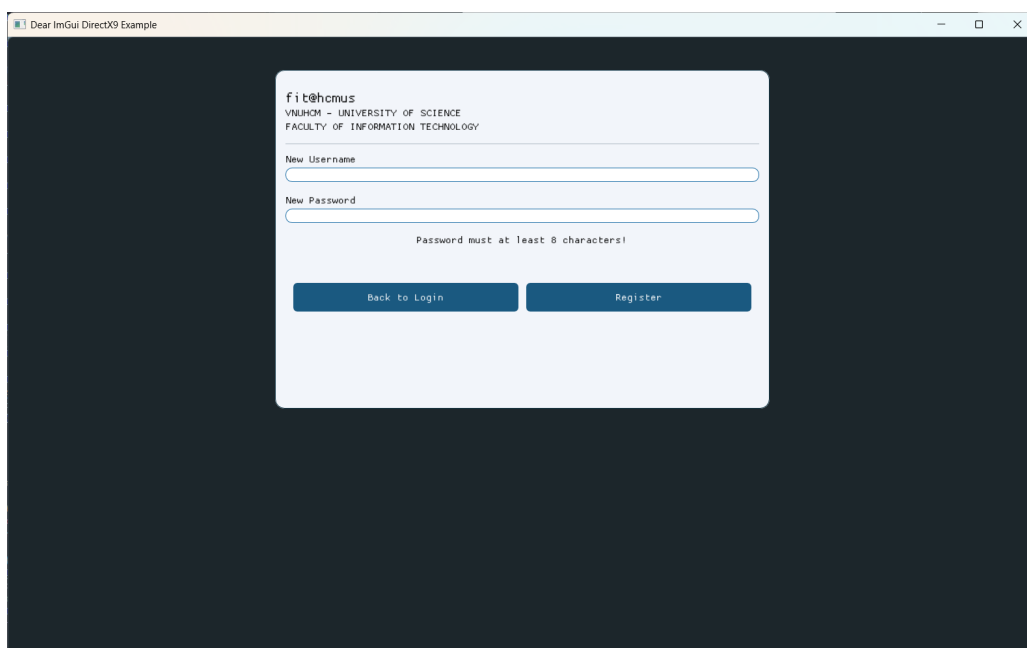 Dear ImGui DirectX9 Example
fit@hcmus
VNUHCM - UNIVERSITY OF SCIENCE
FACULTY OF INFORMATION TECHNOLOGY
New Username
New Password
Password must at least 8 characters!
Back to Login
Register